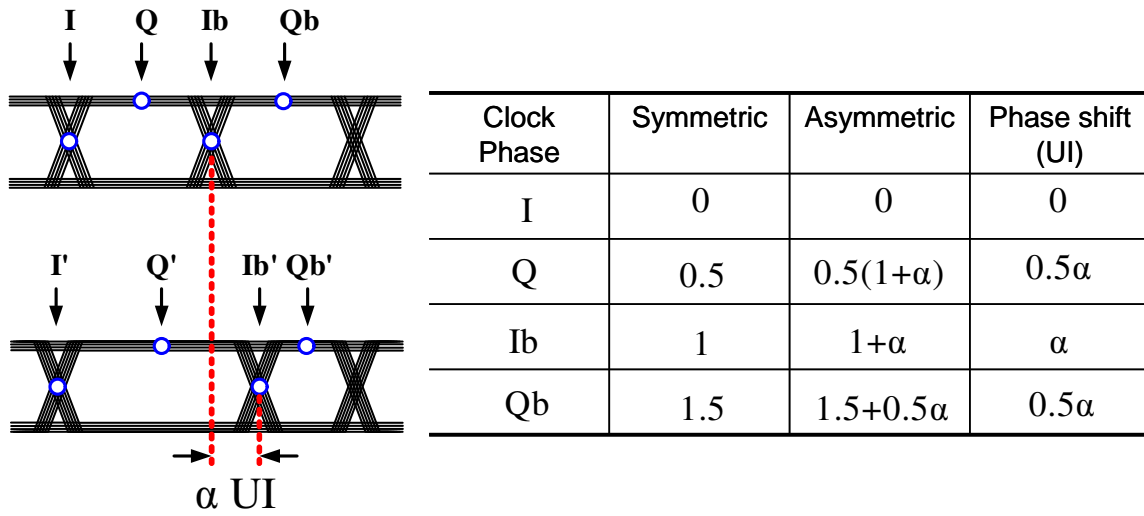 I Q Ib Qb
I' Q' Ib' Qb'
α UI
Clock Phase Symmetric Asymmetric Phase shift (UI)
I 0 0 0
Q 0.5 0.5(1+α) 0.5α
Ib 1 1+α α
Qb 1.5 1.5+0.5α 0.5α